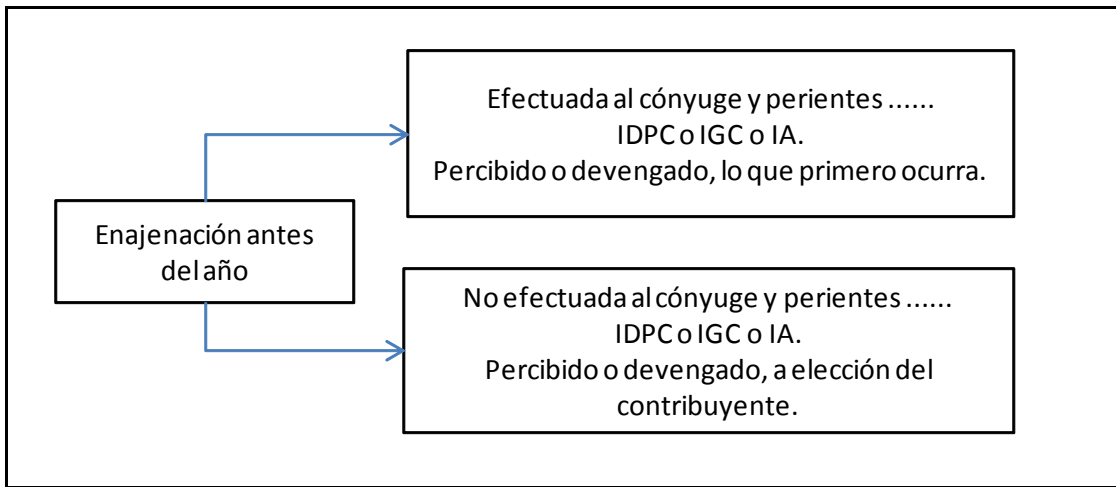 Efectuada al cónyuge y perientes ......
IDPC o IGC o IA.
Percibido o devengado, lo que primero ocurra.
Enajenación antes
del año
No efectuada al cónyuge y perientes ......
IDPC o IGC o IA.
Percibido o devengado, a elección del
contribuyente.